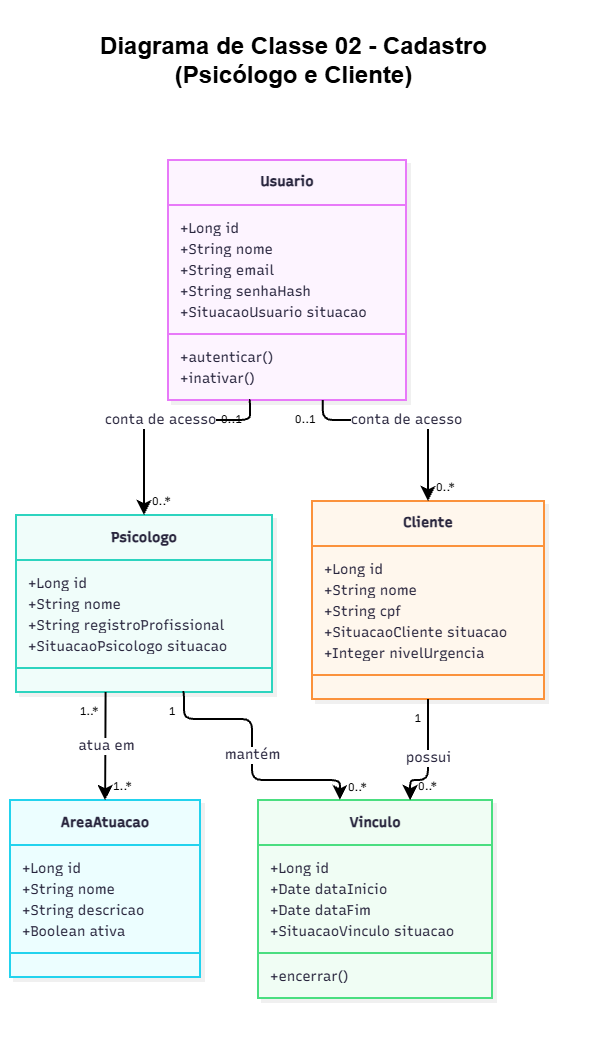 Diagrama de Classe 02 - Cadastro
(Psicólogo e Cliente)
Usuario
+Long id
+String nome
+String email
+String senhaHash
+SituacaoUsuario situacao
+autenticar()
+inativar()
conta de acesso
0..1
0..1
conta de acesso
0..*
0..*
Psicologo
+Long id
+String nome
+String registroProfissional
+SituacaoPsicologo situacao
Cliente
+Long id
+String nome
+String cpf
+SituacaoCliente situacao
+Integer nivelUrgencia
1..*
1
1
atua em
mantém
possui
1..*
0..*
0..*
AreaAtuacao
+Long id
+String nome
+String descricao
+Boolean ativa
Vinculo
+Long id
+Date dataInicio
+Date dataFim
+SituacaoVinculo situacao
+encerrar()